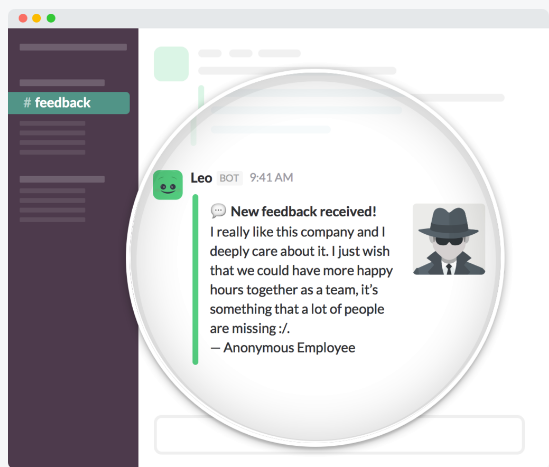 # feedback
Leo BOT 9:41 AM
💬 New feedback received!
I really like this company and I
deeply care about it. I just wish
that we could have more happy
hours together as a team, it's
something that a lot of people
are missing :/.
— Anonymous Employee